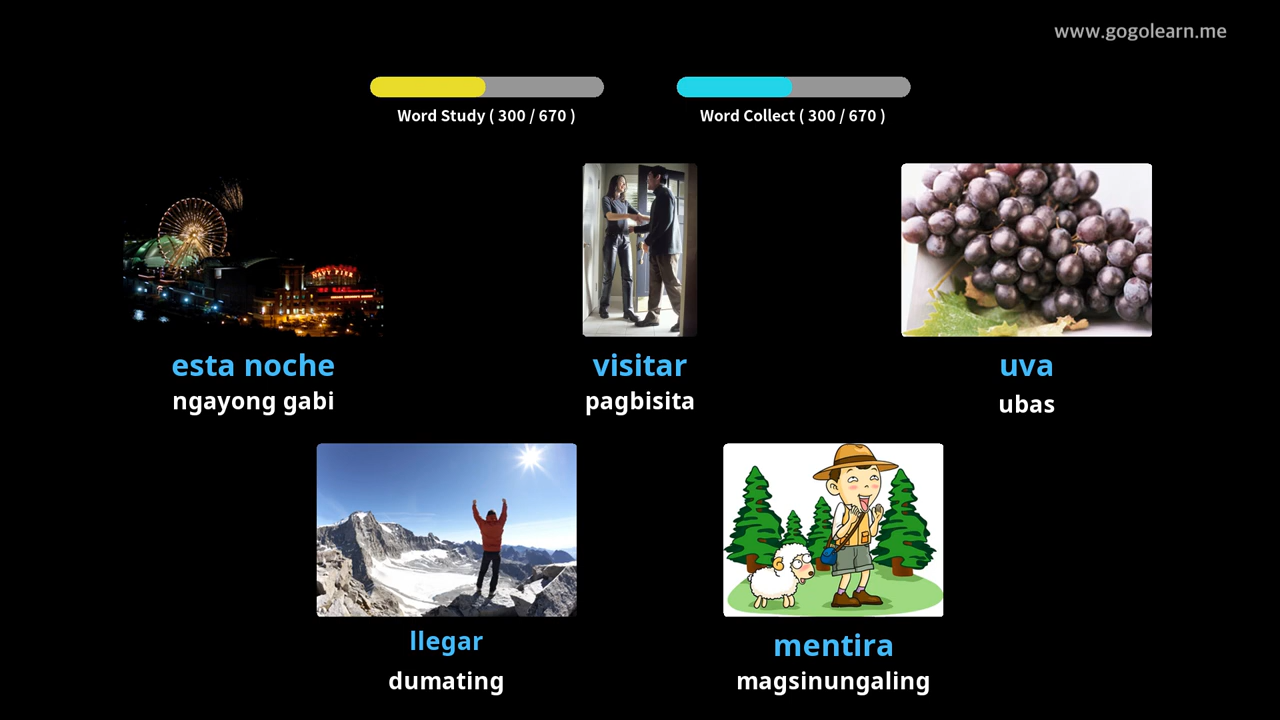 www.gogolearn.me
Word Study ( 300 / 670 )
Word Collect ( 300 / 670 )
esta noche
ngayong gabi
visitar
pagbisita
uva
ubas
llegar
dumating
mentira
magsinungaling